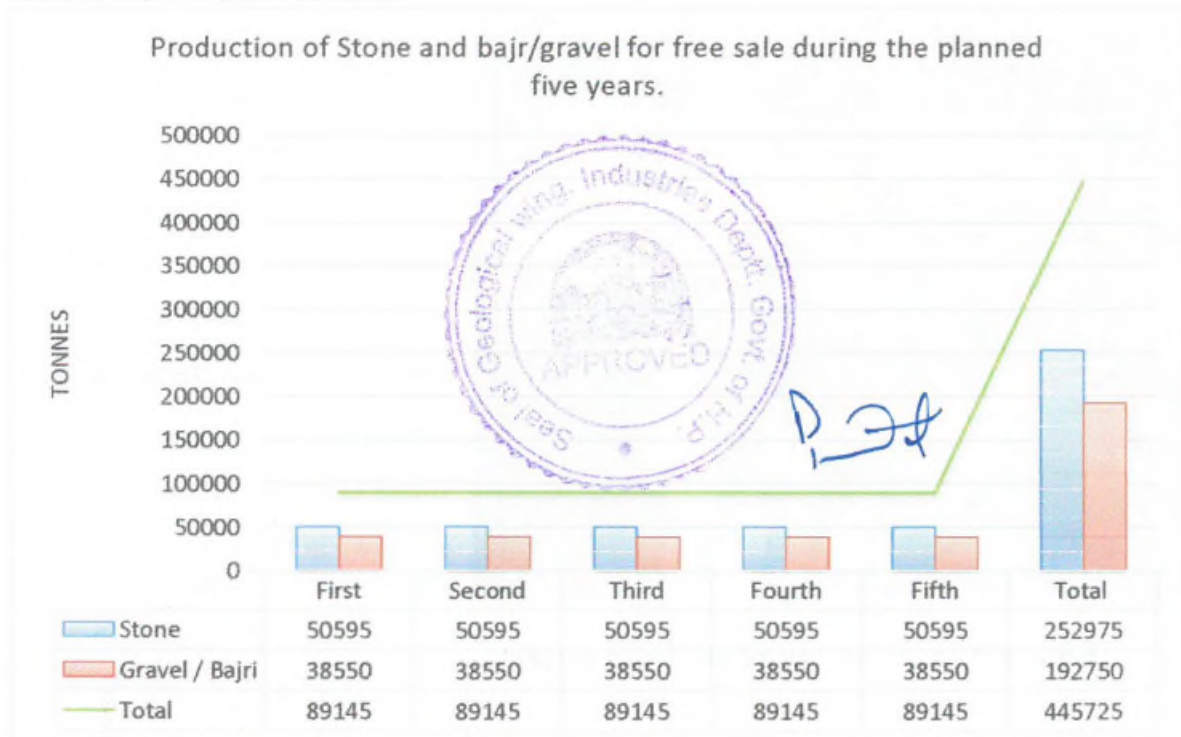 Production of Stone and bajr/gravel for free sale during the planned
five years.
500000
450000
400000
350000
300000
250000
200000
150000
100000
50000
0
TONNES
Seal of Geological wing. Industries Deptt. Govt. of H.P.
APPROVED
First Second Third Fourth Fifth Total
Stone 50595 50595 50595 50595 50595 252975
Gravel / Bajri 38550 38550 38550 38550 38550 192750
Total 89145 89145 89145 89145 89145 445725